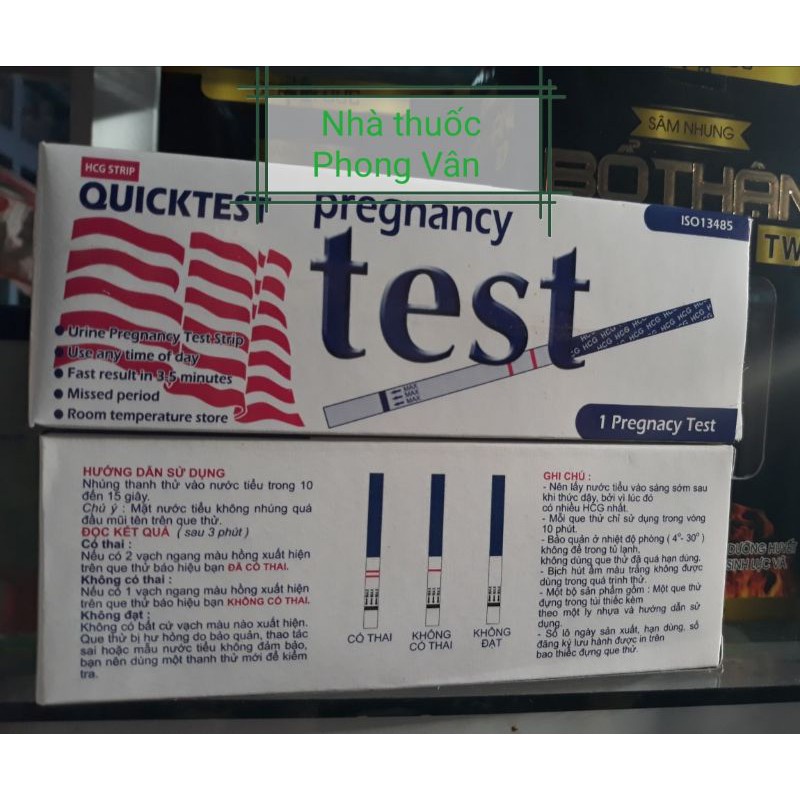 Nhà thuốc
Phong Vân
SÂM NHUNG
BỔ THẬN
TW
HCG STRIP
QUICKTEST
pregnancy
test
ISO13485
HCG HCG HCG HCG HCG HCG
MAX
MAX
MAX
Urine Pregnancy Test Strip
Use any time of day
Fast result in 3-5 minutes
Missed period
Room temperature store
1 Pregnacy Test
HƯỚNG DẪN SỬ DỤNG
Nhúng thanh thử vào nước tiểu trong 10
đến 15 giây.
Chú ý : Mặt nước tiểu không nhúng quá
đầu mũi tên trên que thử.
ĐỌC KẾT QUẢ ( sau 3 phút )
Có thai :
Nếu có 2 vạch ngang màu hồng xuất hiện
trên que thử báo hiệu bạn ĐÃ CÓ THAI.
Không có thai :
Nếu có 1 vạch ngang màu hồng xuất hiện
trên que thử báo hiệu bạn KHÔNG CÓ THAI.
Không đạt :
Không có bất cứ vạch màu nào xuất hiện.
Que thử bị hư hỏng do bảo quản, thao tác
sai hoặc mẫu nước tiểu không đảm bảo,
bạn nên dùng một thanh thử mới để kiểm
tra.
CÓ THAI
KHÔNG
CÓ THAI
KHÔNG
ĐẠT
GHI CHÚ :
- Nên lấy nước tiểu vào sáng sớm sau
khi thức dậy, bởi vì lúc đó
có nhiều HCG nhất.
- Mỗi que thử chỉ sử dụng trong vòng
10 phút.
- Bảo quản ở nhiệt độ phòng ( 4°- 30°)
không để trong tủ lạnh,
không dùng que thử đã quá hạn dùng.
- Bịch hút ẩm màu trắng không được
dùng trong quá trình thử.
- Một bộ sản phẩm gồm : Một que thử
đựng trong túi thiếc kèm
theo một ly nhựa và hướng dẫn sử
dụng.
- Số lô ngày sản xuất, hạn dùng, số
đăng ký lưu hành được in trên
bao thiếc đựng que thử.